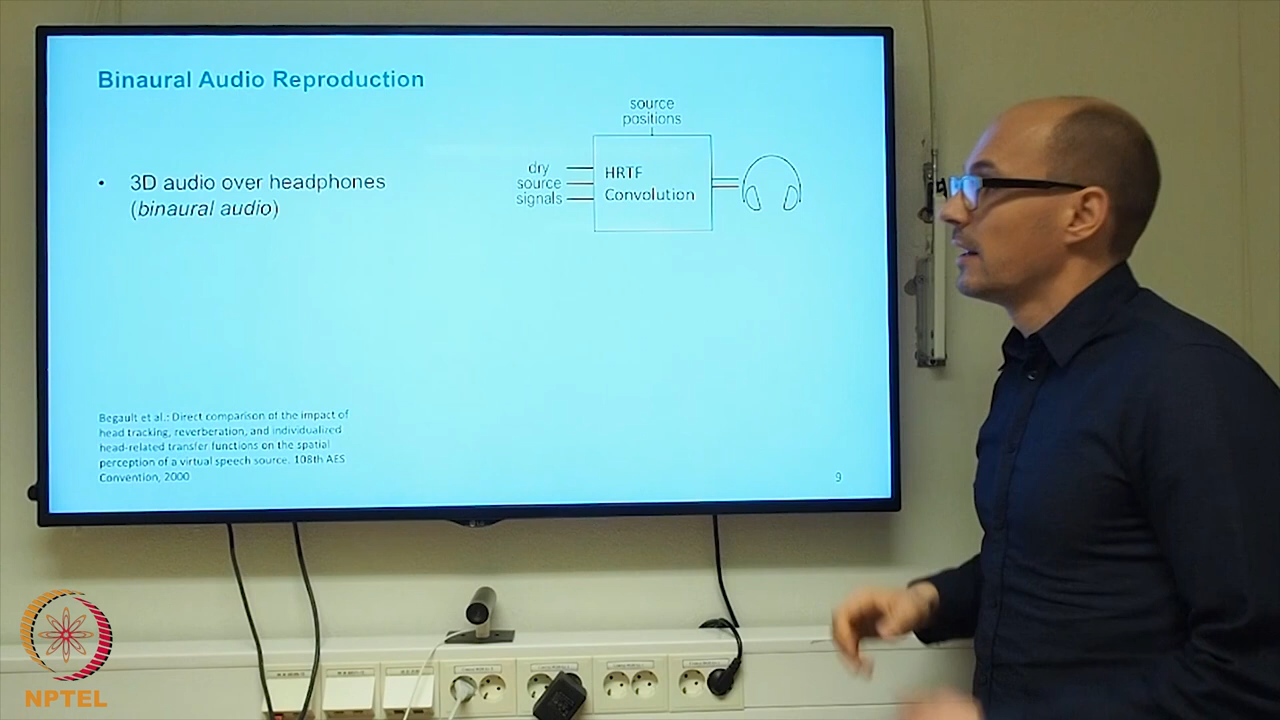 Binaural Audio Reproduction
source
positions
• 3D audio over headphones
(binaural audio)
dry
source
signals
HRTF
Convolution
Begault et al.: Direct comparison of the impact of
head tracking, reverberation, and individualized
head-related transfer functions on the spatial
perception of a virtual speech source. 108th AES
Convention, 2000
9
NPTEL